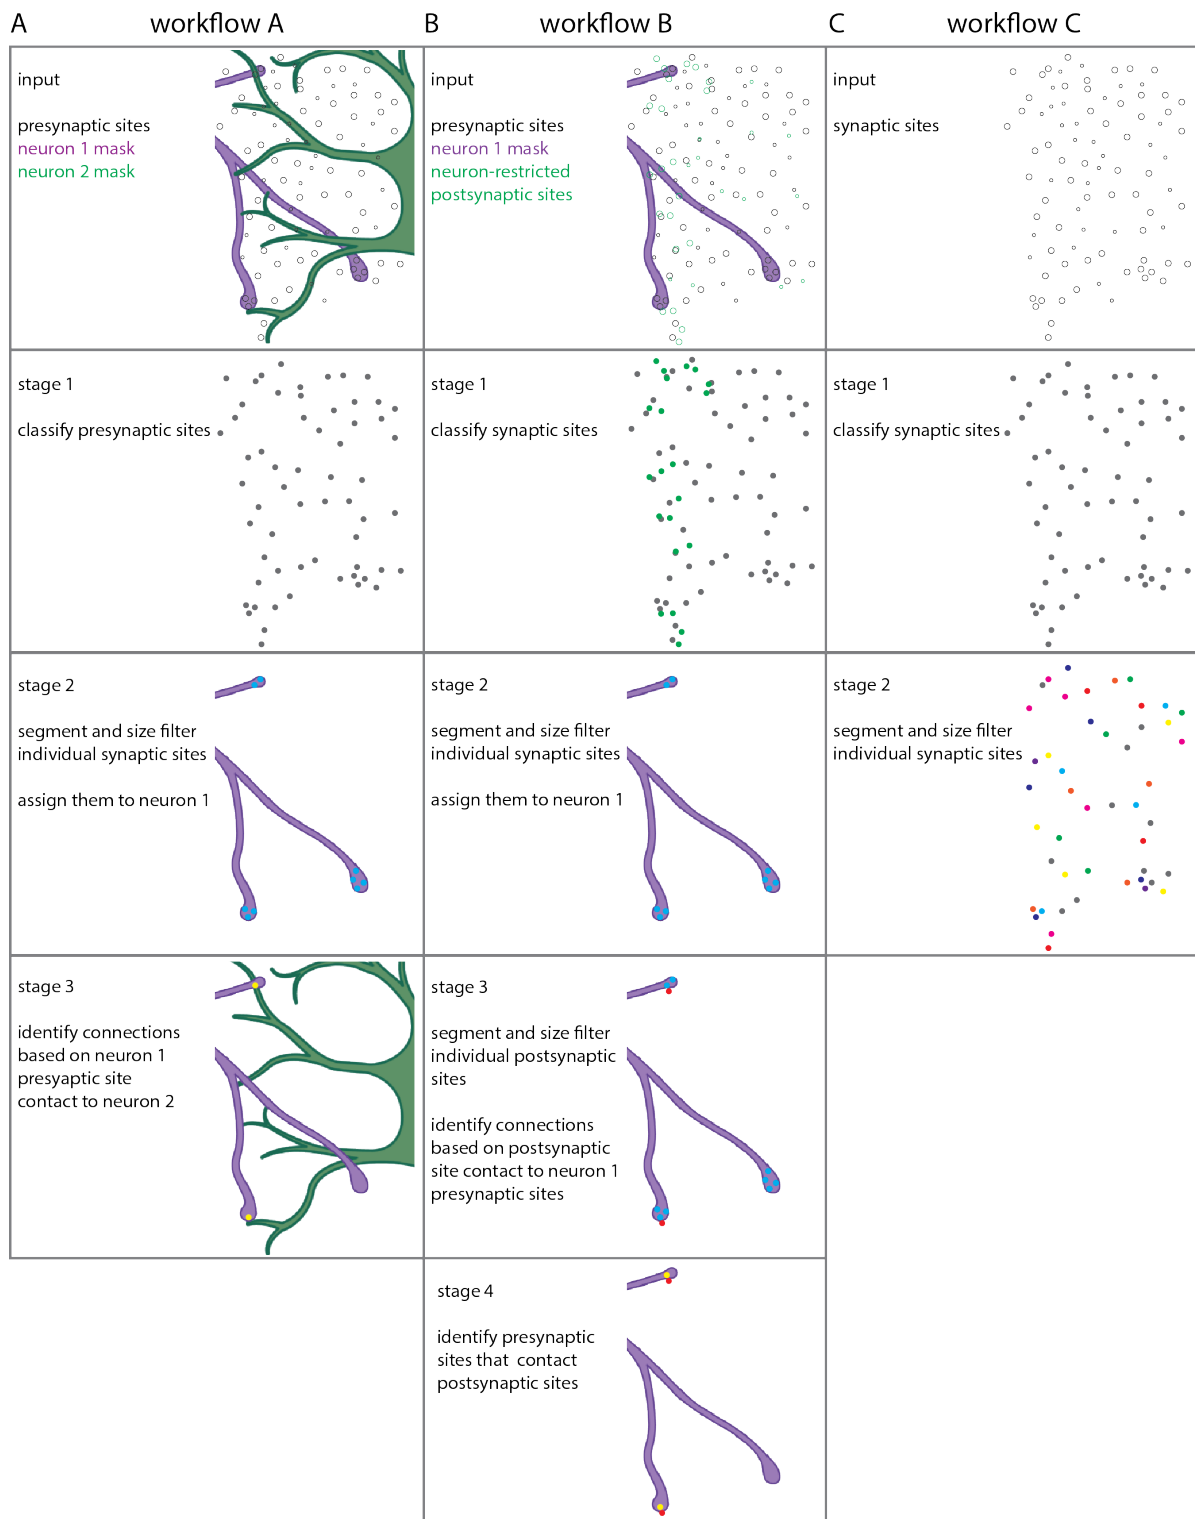 A workflow A
input
presynaptic sites
neuron 1 mask
neuron 2 mask
stage 1
classify presynaptic sites
stage 2
segment and size filter
individual synaptic sites
assign them to neuron 1
stage 3
identify connections
based on neuron 1
presyaptic site
contact to neuron 2
B workflow B
input
presynaptic sites
neuron 1 mask
neuron-restricted
postsynaptic sites
stage 1
classify synaptic sites
stage 2
segment and size filter
individual synaptic sites
assign them to neuron 1
stage 3
segment and size filter
individual postsynaptic
sites
identify connections
based on postsynaptic
site contact to neuron 1
presynaptic sites
stage 4
identify presynaptic
sites that contact
postsynaptic sites
C workflow C
input
synaptic sites
stage 1
classify synaptic sites
stage 2
segment and size filter
individual synaptic sites